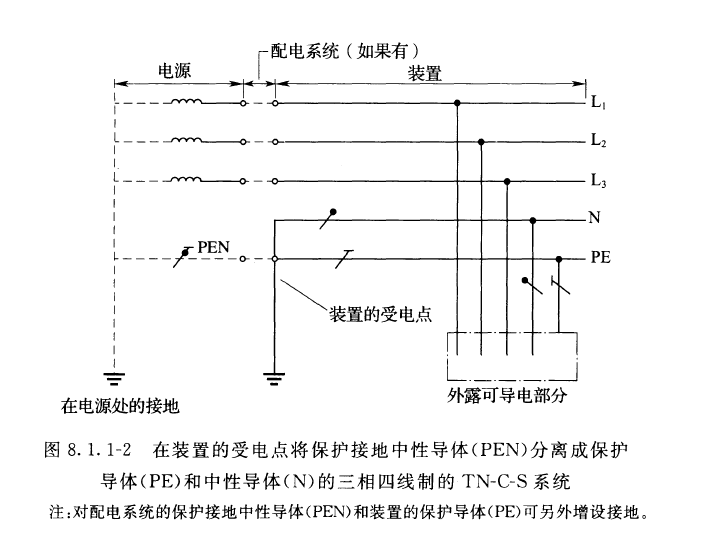 配电系统（如果有）
电源
装置
L1
L2
L3
N
PEN
PE
装置的受电点
在电源处的接地
外露可导电部分
图 8.1.1-2 在装置的受电点将保护接地中性导体(PEN)分离成保护
导体(PE)和中性导体(N)的三相四线制的 TN-C-S 系统
注:对配电系统的保护接地中性导体(PEN)和装置的保护导体(PE)可另外增设接地。